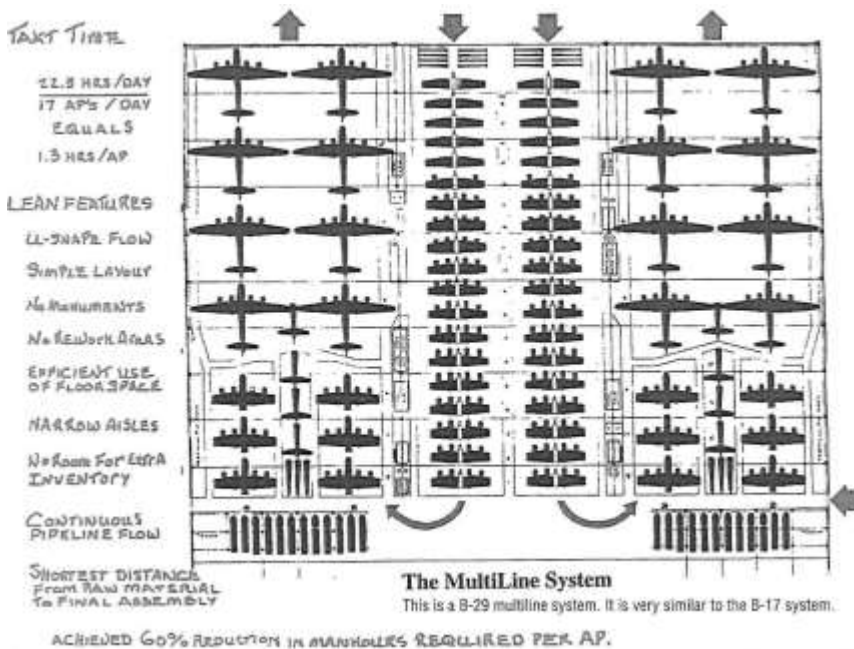 TAKT TIME
22.5 HRS/DAY
17 AP's / DAY
EQUALS
1.3 HRS/AP
LEAN FEATURES
U-SHAPE FLOW
SIMPLE LAYOUT
NO MONUMENTS
NO REWORK AREAS
EFFICIENT USE
OF FLOOR SPACE
NARROW AISLES
NO ROOM FOR EXTRA
INVENTORY
CONTINUOUS
PIPELINE FLOW
SHORTEST DISTANCE
FROM RAW MATERIAL
TO FINAL ASSEMBLY
The MultiLine System
This is a B-29 multiline system. It is very similar to the B-17 system.
ACHIEVED 60% REDUCTION IN MANHOURS REQUIRED PER AP.